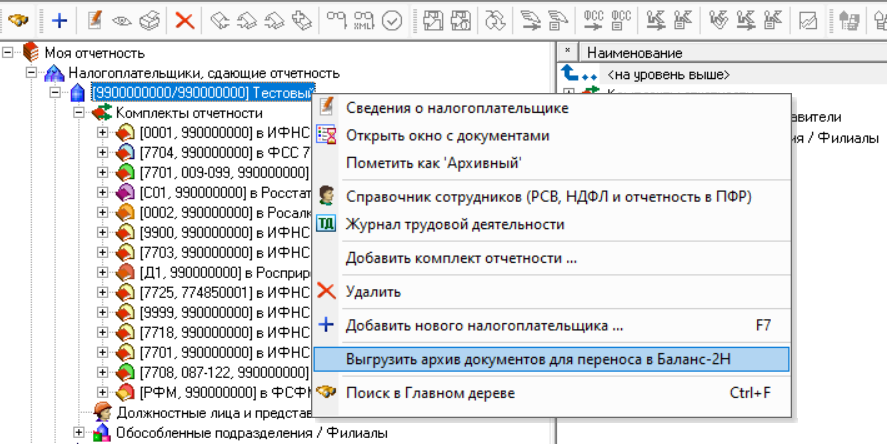 ФСС ФСС
XML
Моя отчетность
* Наименование
Налогоплательщики, сдающие отчетность
<на уровень выше>
[9900000000/990000000] Тестовый
Комплекты отчетности
[0001, 990000000] в ИФНС
[7704, 990000000] в ФСС 7
[7701, 009-099, 990000000]
[С01, 990000000] в Росстат
[0002, 990000000] в Росалк
[9900, 990000000] в ИФНС
[7703, 990000000] в ИФНС
[Д1, 990000000] в Росприр
[7725, 774850001] в ИФНС
[9999, 990000000] в ИФНС
[7718, 990000000] в ИФНС
[7701, 990000000] в ИФНС
[7708, 087-122, 990000000]
[РФМ, 990000000] в ФСФМ
Должностные лица и представ
Обособленные подразделения / Филиалы
Сведения о налогоплательщике
Открыть окно с документами
Пометить как 'Архивный'
Справочник сотрудников (РСВ, НДФЛ и отчетность в ПФР)
ТД Журнал трудовой деятельности
Добавить комплект отчетности ...
Удалить
Добавить нового налогоплательщика ... F7
Выгрузить архив документов для переноса в Баланс-2Н
Поиск в Главном дереве Ctrl+F
авители
ия / Филиалы